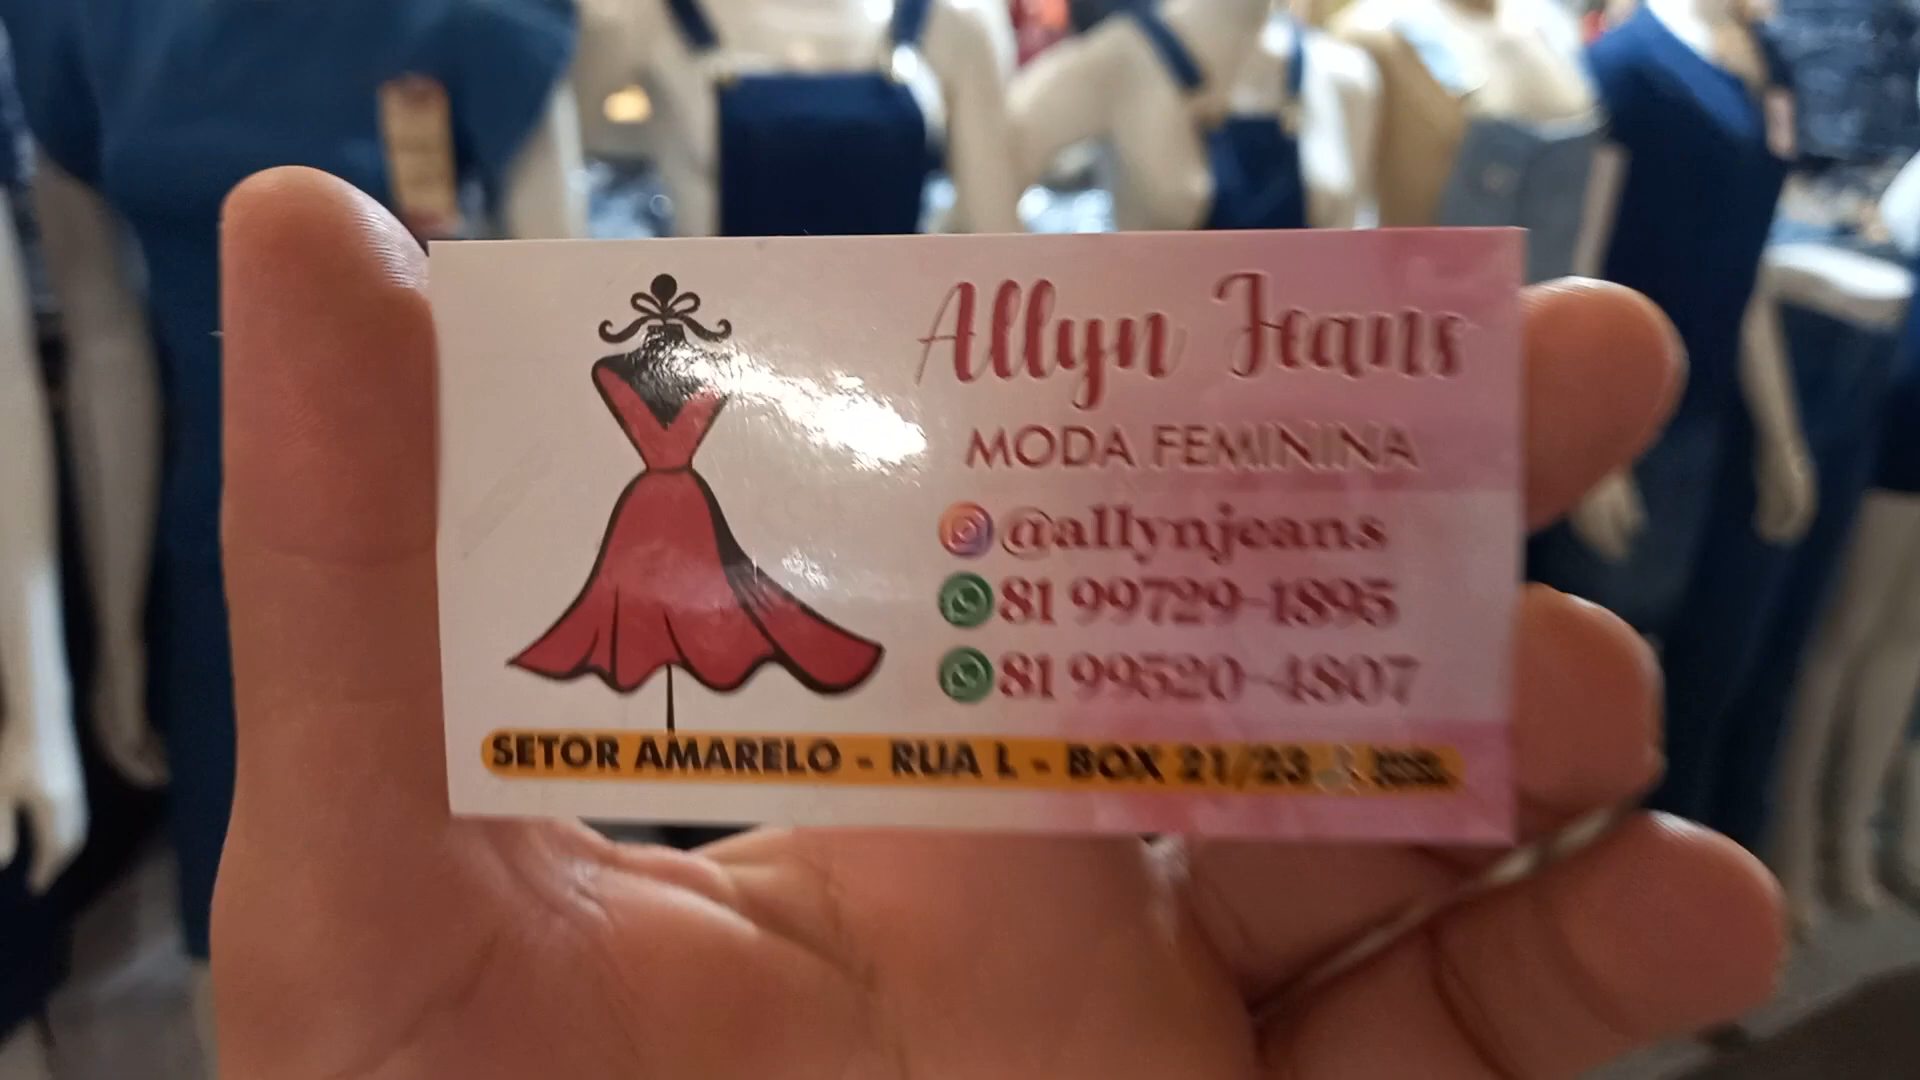 Allyn Jeans
MODA FEMININA
@allynjeans
81 99729-1895
81 99520-4807
SETOR AMARELO - RUA L - BOX 21/23